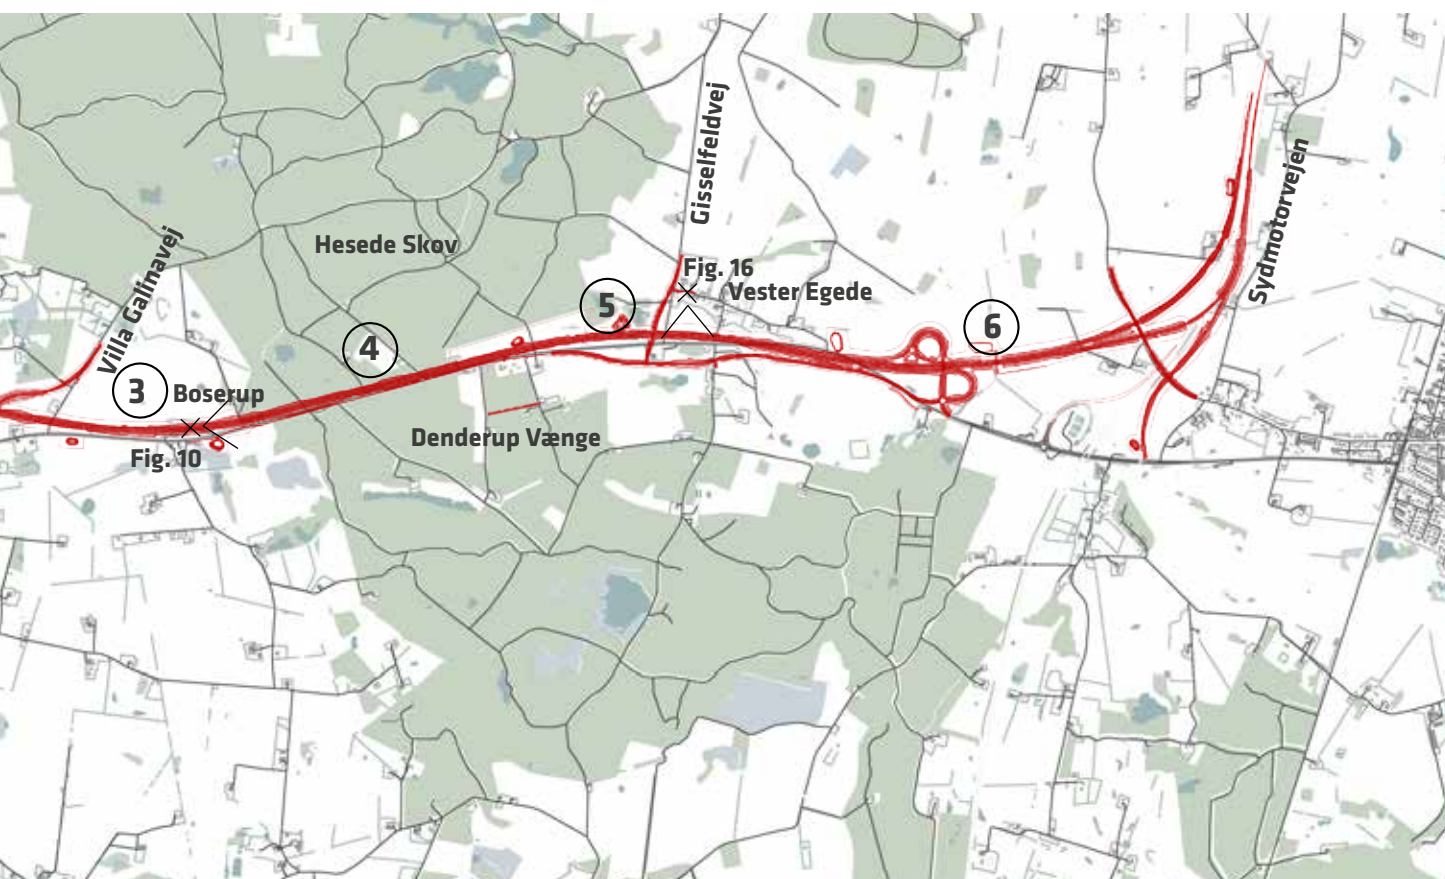 Gisselfeldvej
Sydmotorvejen
Villa Galinavej
Hesede Skov
Fig. 16
Vester Egede
5
6
4
3
Boserup
Denderup Vænge
Fig. 10